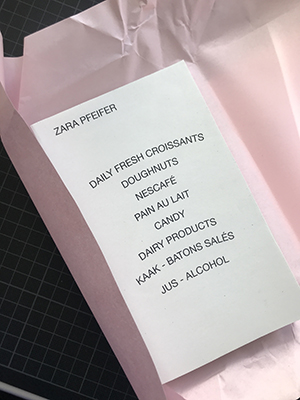 ZARA PFEIFER
DAILY FRESH CROISSANTS
DOUGHNUTS
NESCAFÉ
PAIN AU LAIT
CANDY
DAIRY PRODUCTS
KAAK - BATONS SALÉS
JUS - ALCOHOL